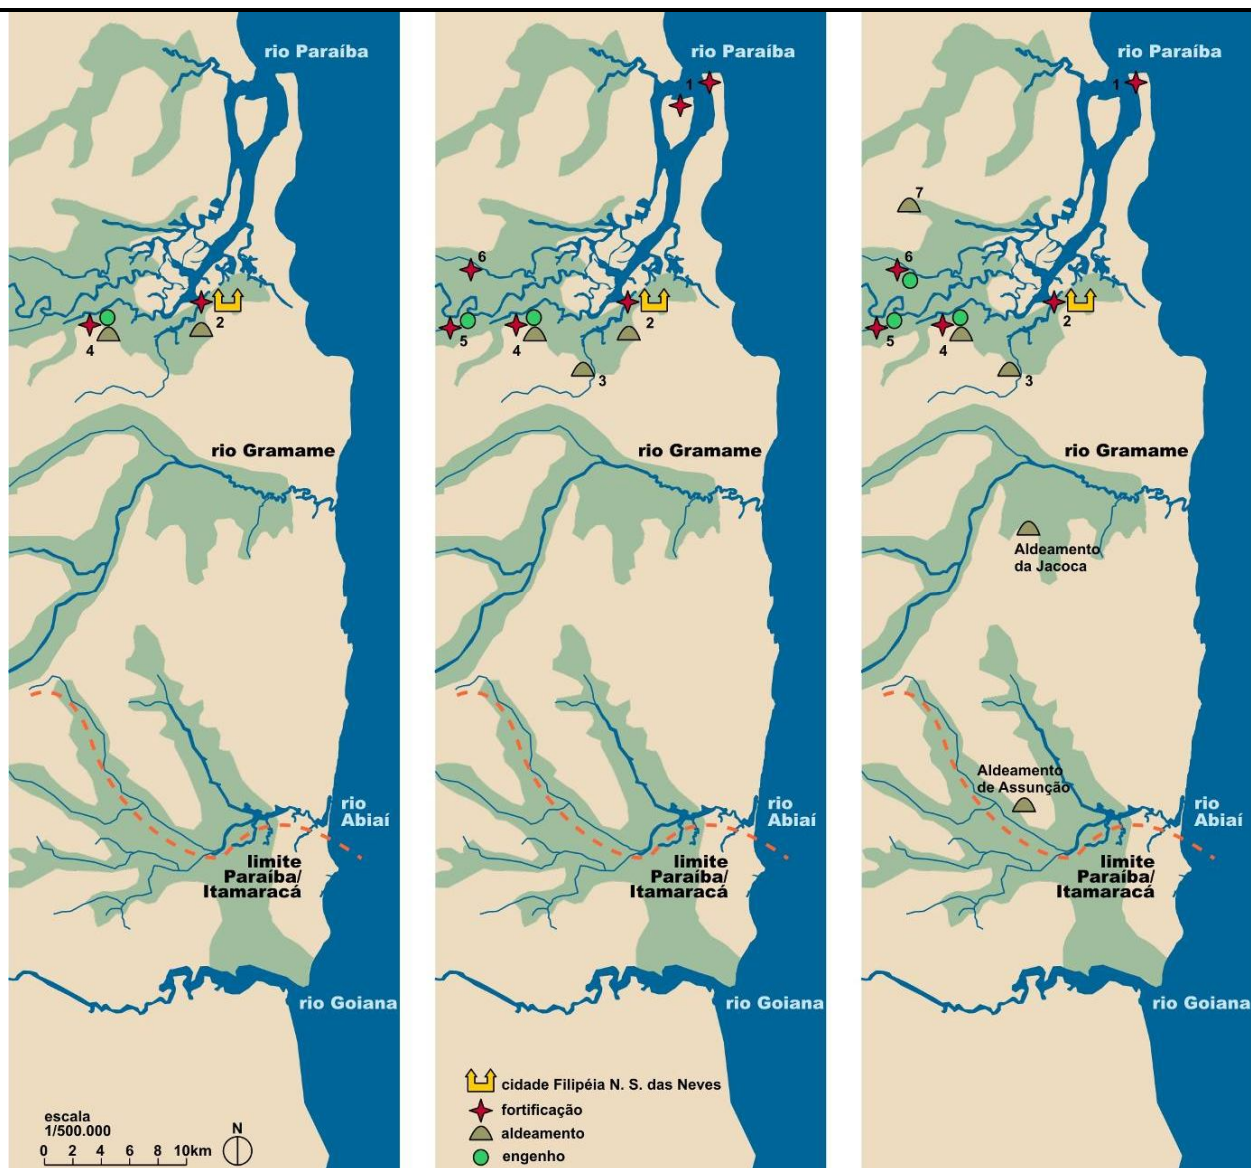 rio Paraíba
2
4
rio Gramame
rio
Abiaí
limite
Paraíba/
Itamaracá
rio Goiana
escala
1/500.000
0 2 4 6 8 10km
N
rio Paraíba
1
6
2
5
4
3
rio Gramame
rio
Abiaí
limite
Paraíba/
Itamaracá
rio Goiana
cidade Filipéia N. S. das Neves
fortificação
aldeamento
engenho
rio Paraíba
1
7
6
2
5
4
3
rio Gramame
Aldeamento
da Jacoca
Aldeamento
de Assunção
rio
Abiaí
limite
Paraíba/
Itamaracá
rio Goiana